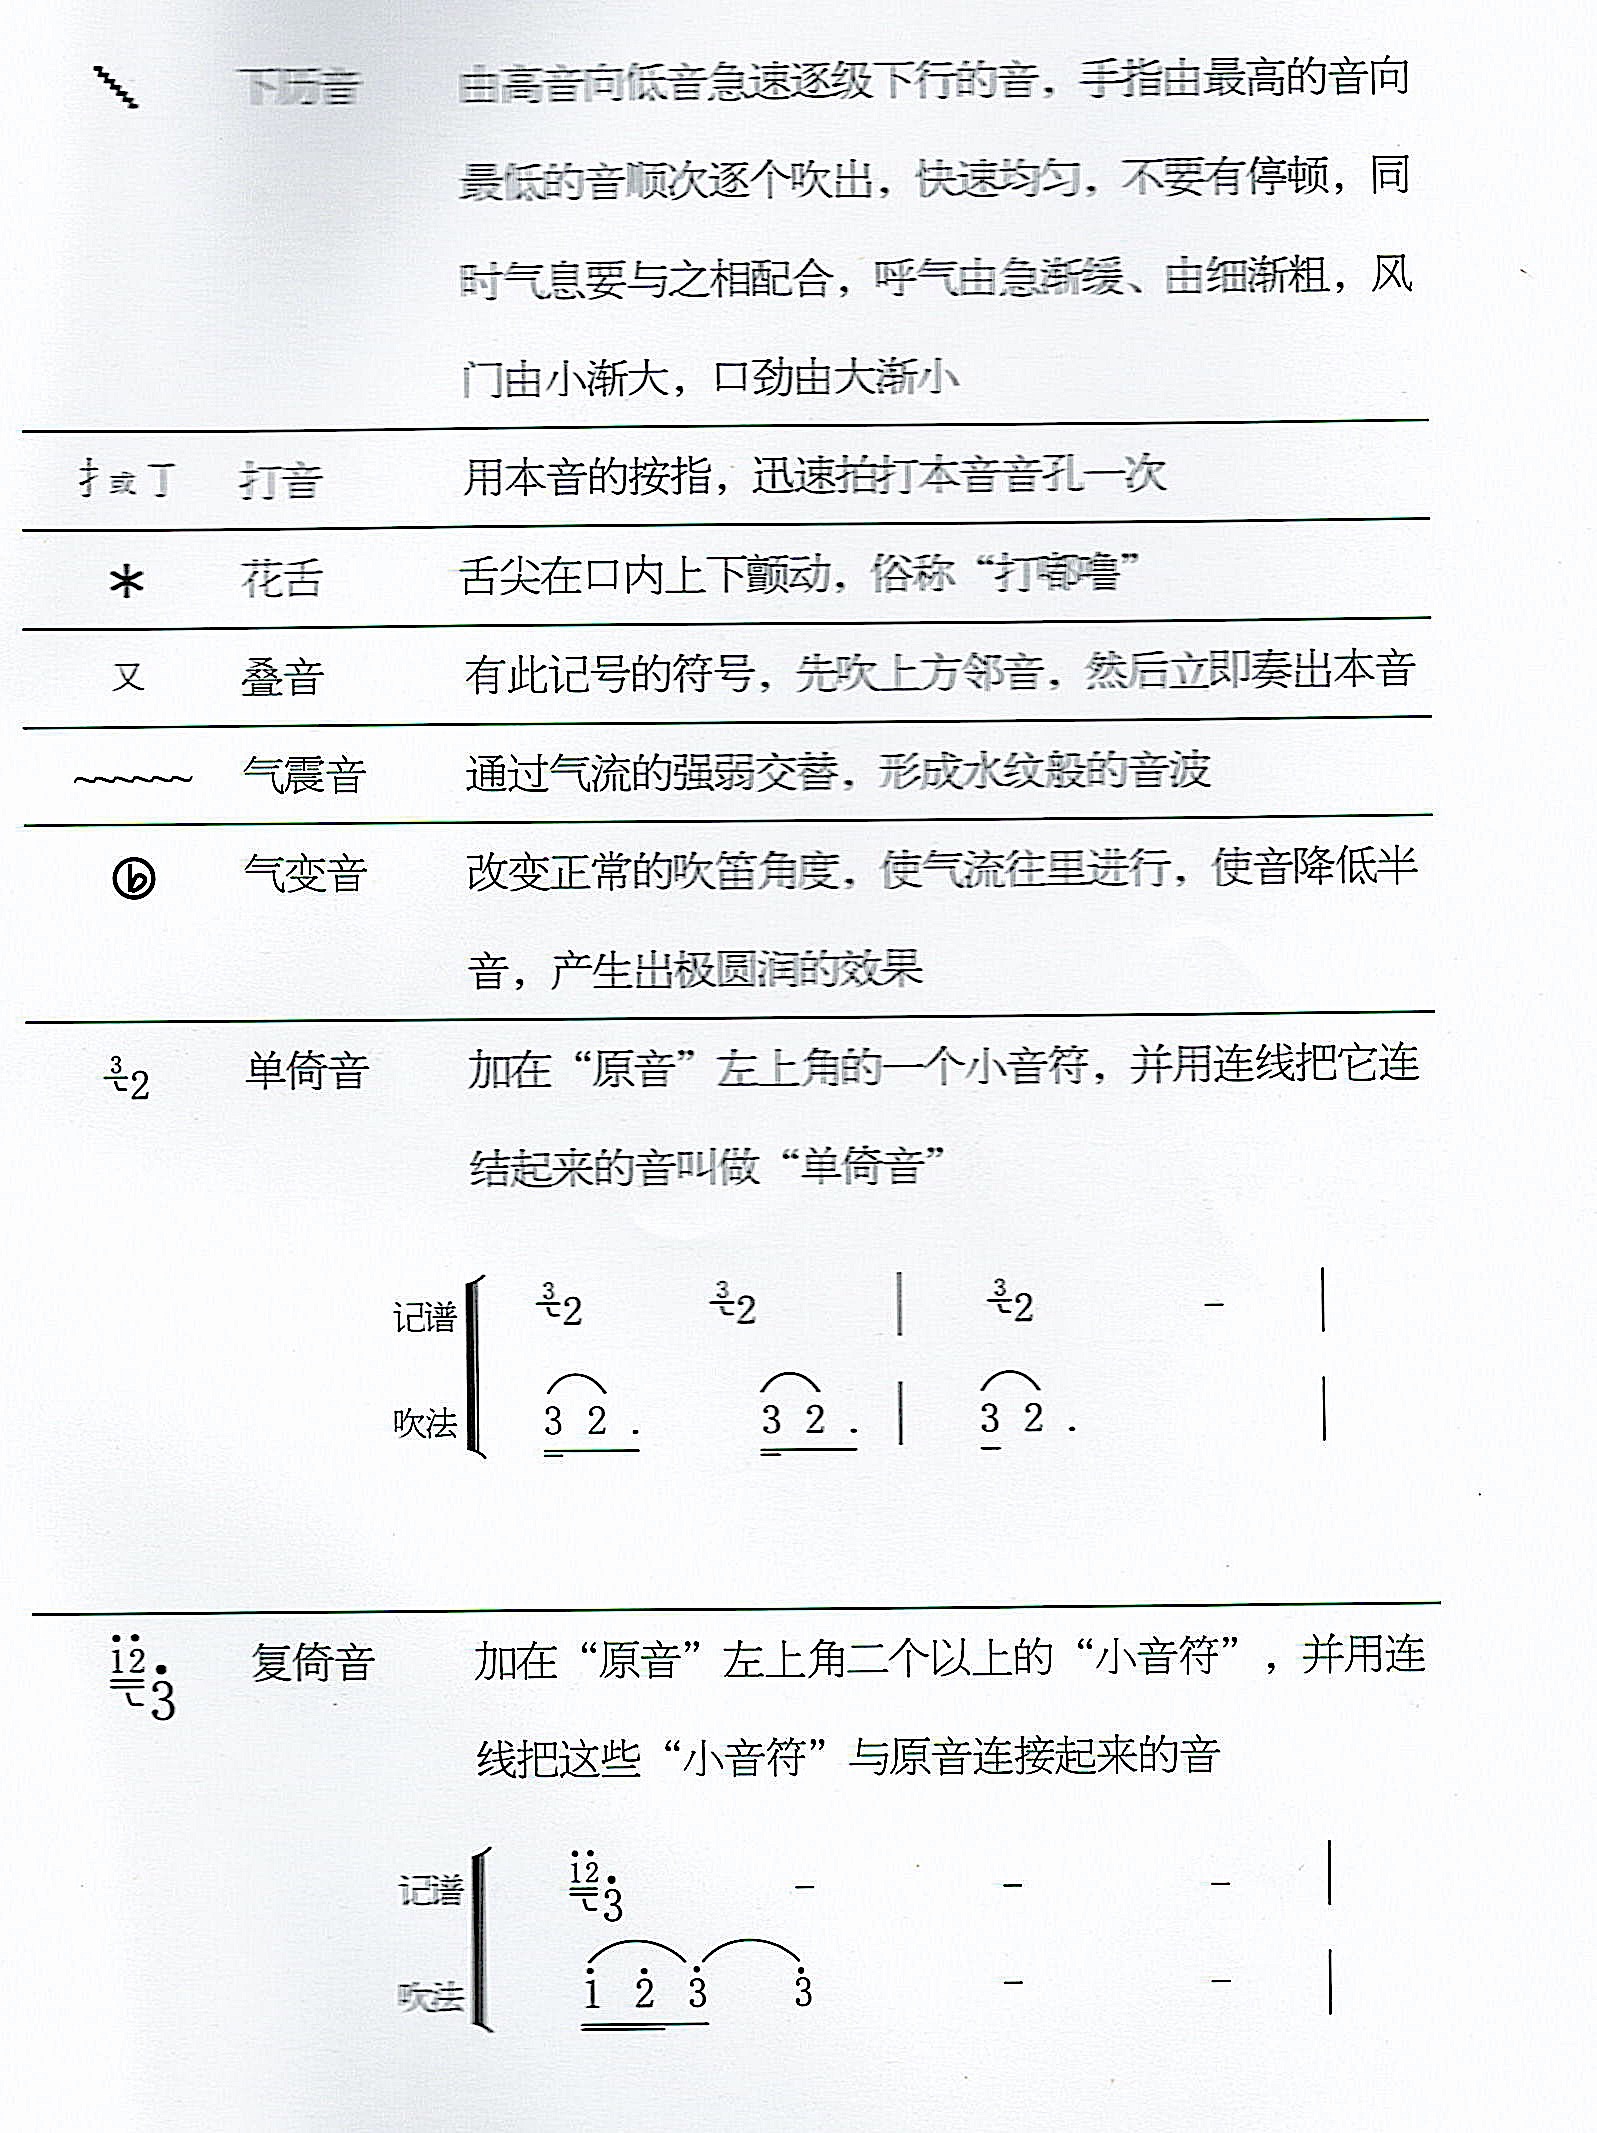 下历音 由高音向低音急速逐级下行的音，手指由最高的音向
最低的音顺次逐个吹出，快速均匀，不要有停顿，同
时气息要与之相配合，呼气由急渐缓、由细渐粗，风
门由小渐大，口劲由大渐小
扌或丁 打音 用本音的按指，迅速拍打本音音孔一次
* 花舌 舌尖在口内上下颤动，俗称“打嘟噜”
又 叠音 有此记号的符号，先吹上方邻音，然后立即奏出本音
气震音 通过气流的强弱交替，形成水纹般的音波
ⓑ 气变音 改变正常的吹笛角度，使气流往里进行，使音降低半
音，产生出极圆润的效果
3 2 单倚音 加在“原音”左上角的一个小音符，并用连线把它连
结起来的音叫做“单倚音”
记谱 3 2 3 2 | 3 2 - |
吹法 3 2 . 3 2 . | 3 2 . |
12 3 复倚音 加在“原音”左上角二个以上的“小音符”，并用连
线把这些“小音符”与原音连接起来的音
记谱 12 3 - - - |
吹法 1 2 3 3 - - |